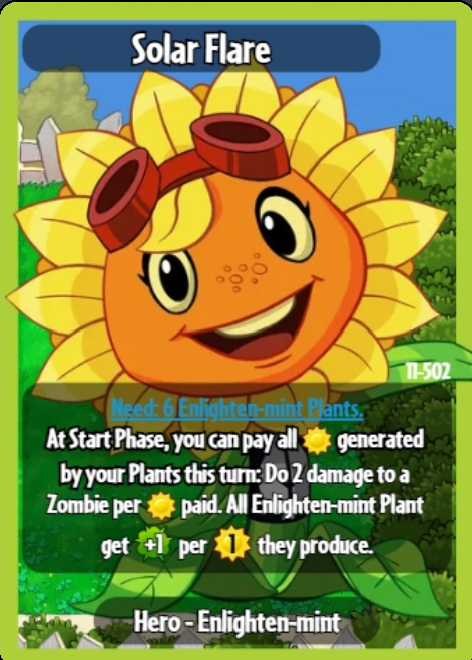 Solar Flare
11-502
Need: 6 Enlighten-mint Plants.
At Start Phase, you can pay all generated
by your Plants this turn: Do 2 damage to a
Zombie per paid. All Enlighten-mint Plant
get +1 per 1 they produce.
Hero - Enlighten-mint